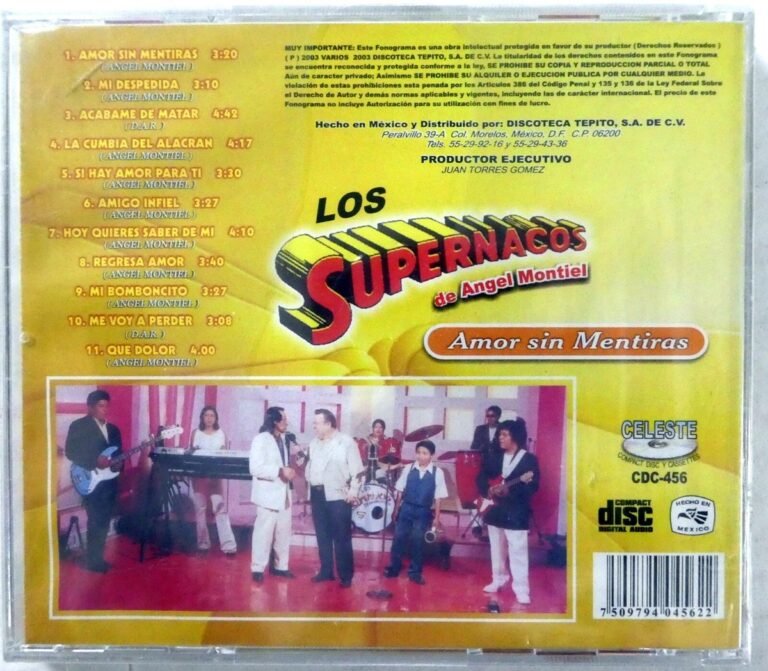 1. AMOR SIN MENTIRAS 3:20
(ANGEL MONTIEL)
2. MI DESPEDIDA 3:10
(ANGEL MONTIEL)
3. ACABAME DE MATAR 4:42
(D.A.R.)
4. LA CUMBIA DEL ALACRAN 4:17
(ANGEL MONTIEL)
5. SI HAY AMOR PARA TI 3:30
(ANGEL MONTIEL)
6. AMIGO INFIEL 3:27
(ANGEL MONTIEL)
7. HOY QUIERES SABER DE MI 4:10
(ANGEL MONTIEL)
8. REGRESA AMOR 3:40
(ANGEL MONTIEL)
9. MI BOMBONCITO 3:27
(ANGEL MONTIEL)
10. ME VOY A PERDER 3:08
(D.A.R.)
11. QUE DOLOR 4.00
(ANGEL MONTIEL)
MUY IMPORTANTE: Este Fonograma es una obra intelectual protegida en favor de su productor (Derechos Reservados)
(P) 2003 VARIOS 2003 DISCOTECA TEPITO, S.A. DE C.V. La titularidad de los derechos contenidos en este Fonograma
se encuentra reconocida y protegida conforme a la ley, SE PROHIBE SU COPIA Y REPRODUCCION PARCIAL O TOTAL
Aún de carácter privado; Asimismo SE PROHIBE SU ALQUILER O EJECUCION PUBLICA POR CUALQUIER MEDIO. La
violación de estas prohibiciones esta penada por los Artículos 386 del Código Penal y 135 y 136 de la Ley Federal Sobre
el Derecho de Autor y demás normas aplicables y vigentes, incluyendo las de carácter internacional. El precio de este
Fonograma no incluye Autorización para su utilización con fines de lucro.
Hecho en México y Distribuido por: DISCOTECA TEPITO, S.A. DE C.V.
Peralvillo 39-A Col. Morelos, México, D.F. C.P. 06200
Tels. 55-29-92-16 y 55-29-43-36
PRODUCTOR EJECUTIVO
JUAN TORRES GOMEZ
LOS
SUPERNACOS
de Angel Montiel
Amor sin Mentiras
CELESTE
COMPACT DISC Y CASSETTES
CDC-456
COMPACT
disc
DIGITAL AUDIO
HECHO EN
MEXICO
7 509794 045622